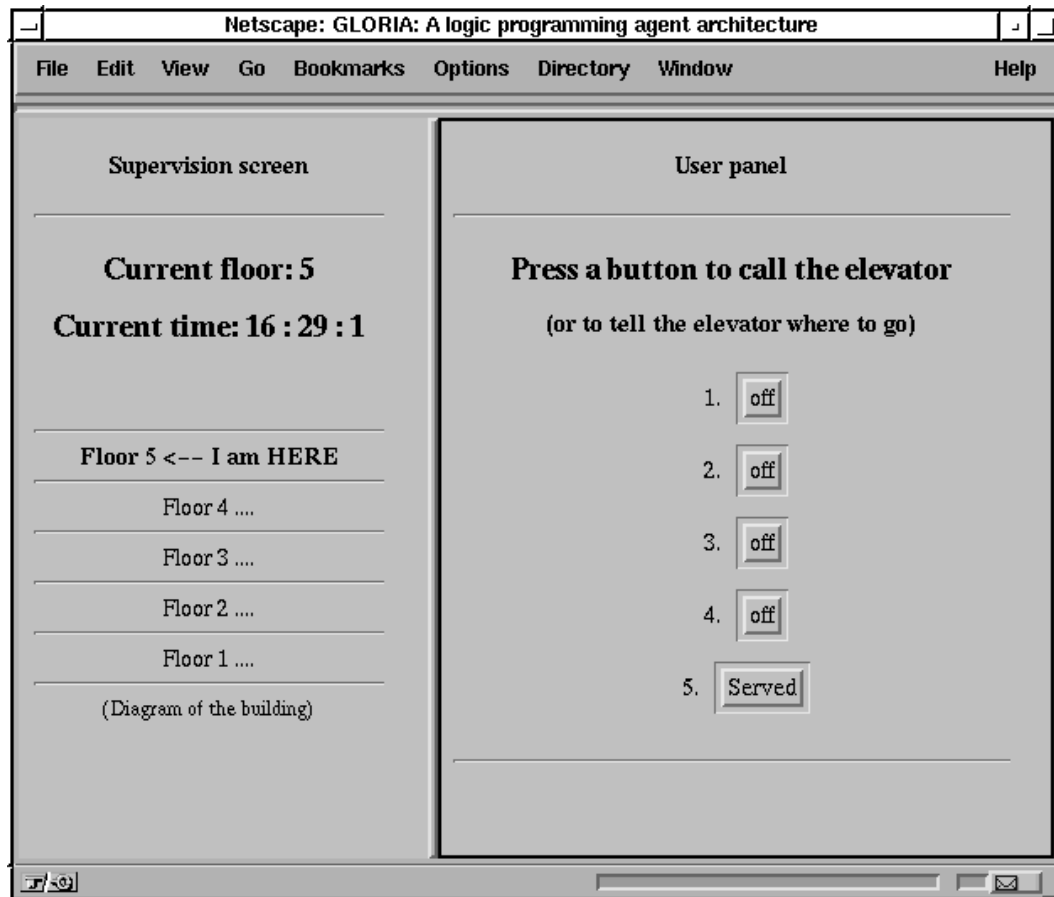 Netscape: GLORIA: A logic programming agent architecture
File Edit View Go Bookmarks Options Directory Window Help
Supervision screen
Current floor: 5
Current time: 16 : 29 : 1
Floor 5 <-- I am HERE
Floor 4 ....
Floor 3 ....
Floor 2 ....
Floor 1 ....
(Diagram of the building)
User panel
Press a button to call the elevator
(or to tell the elevator where to go)
1. off
2. off
3. off
4. off
5. Served